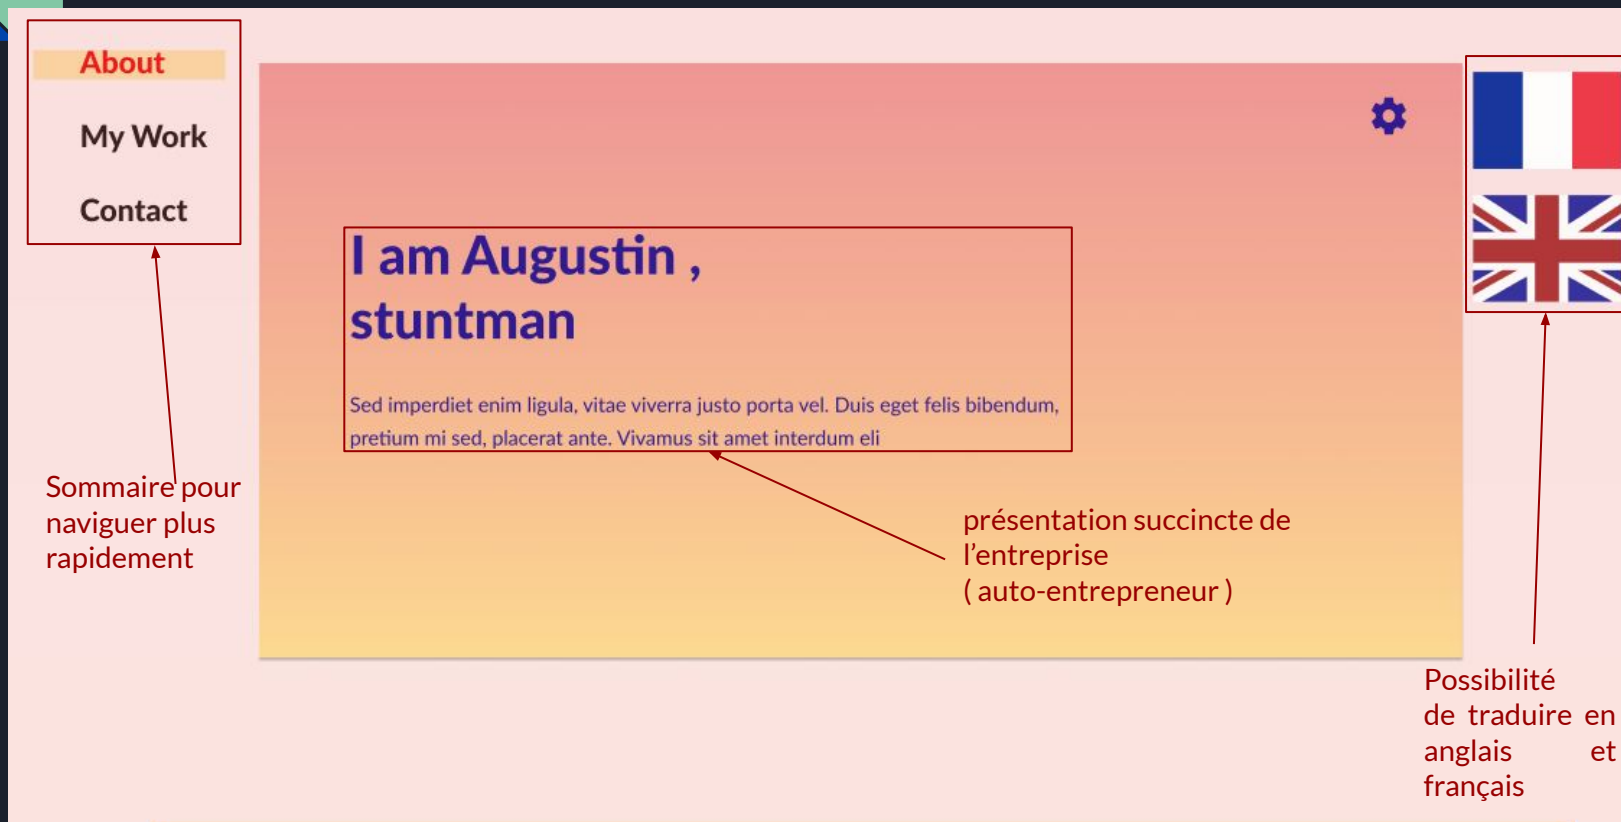 About
My Work
Contact
I am Augustin ,
stuntman
Sed imperdiet enim ligula, vitae viverra justo porta vel. Duis eget felis bibendum,
pretium mi sed, placerat ante. Vivamus sit amet interdum eli
Sommaire pour
naviguer plus
rapidement
présentation succincte de
l’entreprise
( auto-entrepreneur )
Possibilité
de traduire en
anglais et
français